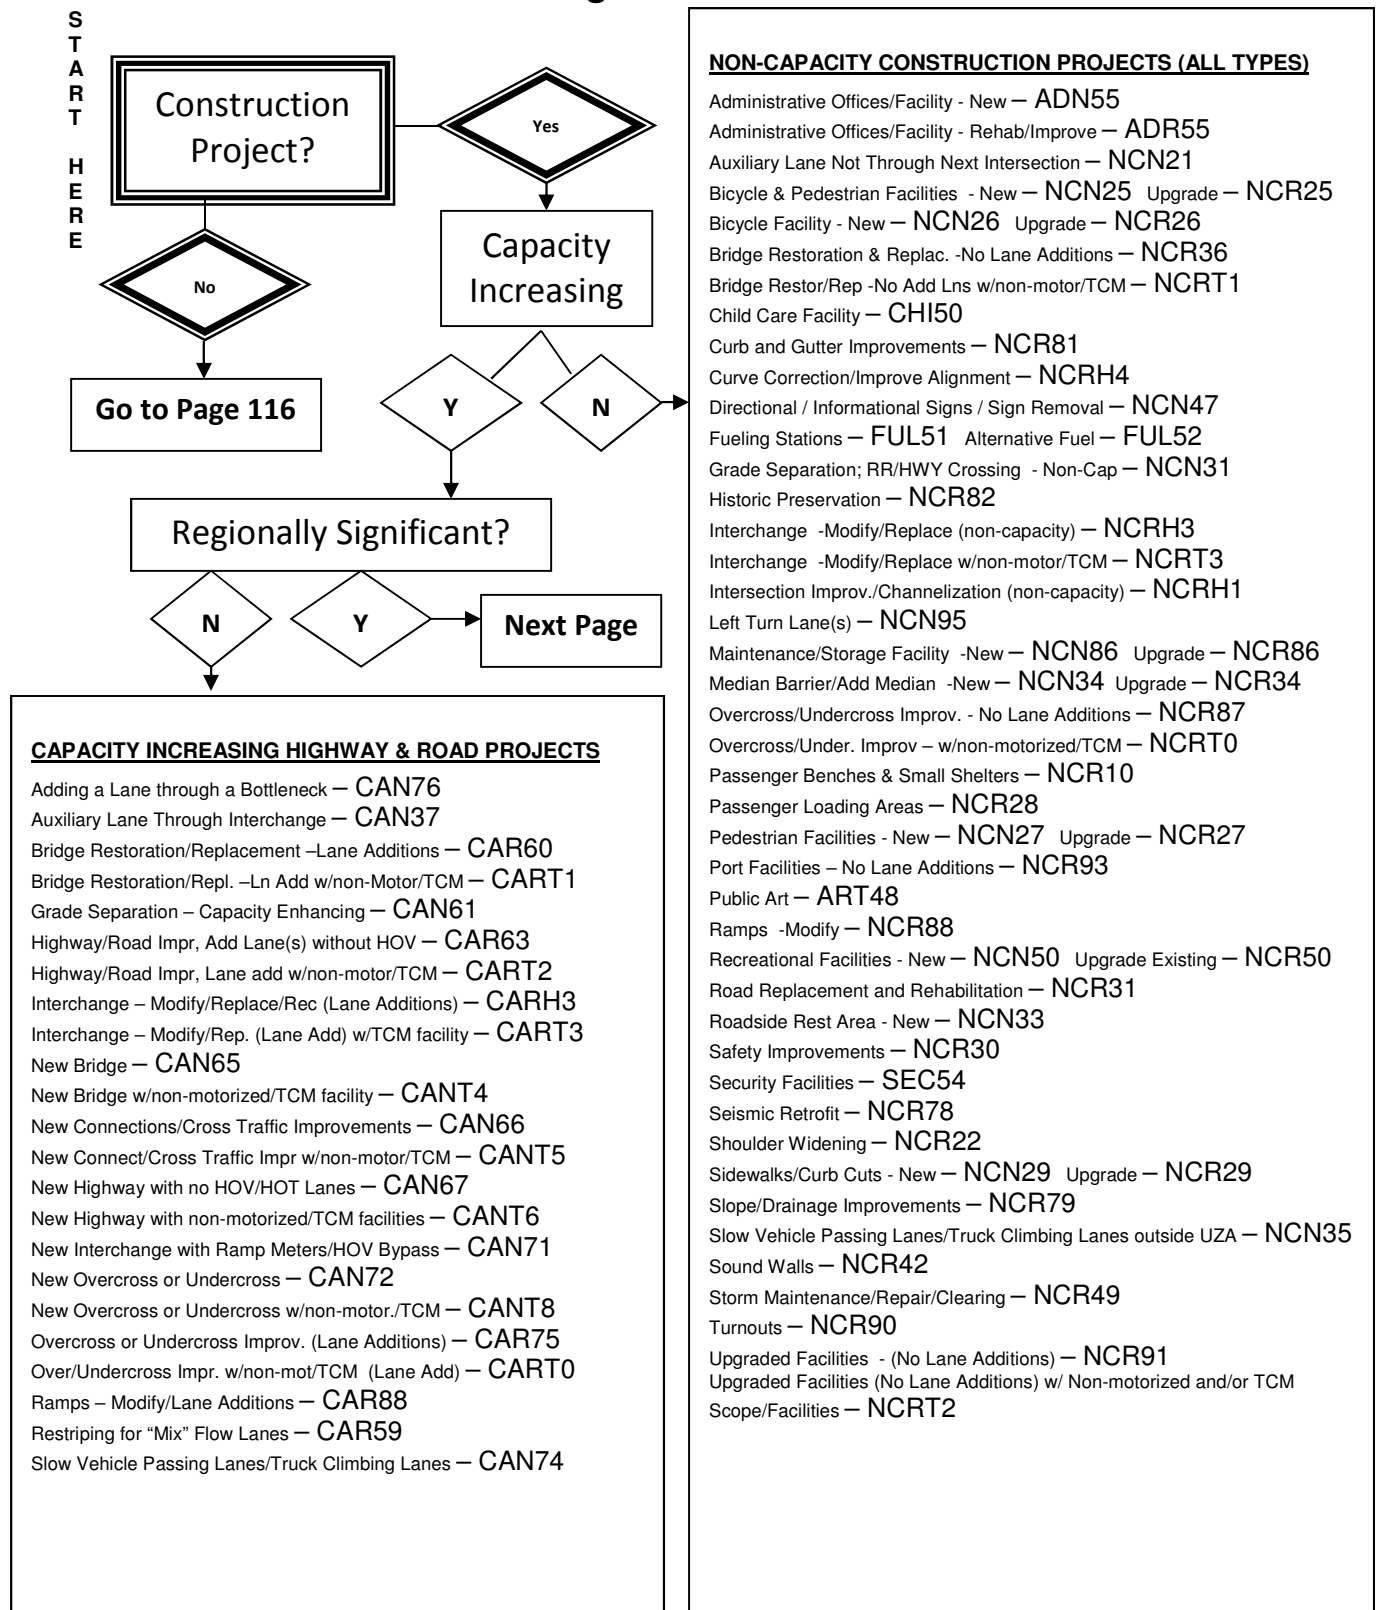 g
START HERE
Construction
Project?
Yes
No
Capacity
Increasing
Go to Page 116
Y
N
Regionally Significant?
N
Y
Next Page
CAPACITY INCREASING HIGHWAY & ROAD PROJECTS
Adding a Lane through a Bottleneck – CAN76
Auxiliary Lane Through Interchange – CAN37
Bridge Restoration/Replacement –Lane Additions – CAR60
Bridge Restoration/Repl. –Ln Add w/non-Motor/TCM – CART1
Grade Separation – Capacity Enhancing – CAN61
Highway/Road Impr, Add Lane(s) without HOV – CAR63
Highway/Road Impr, Lane add w/non-motor/TCM – CART2
Interchange – Modify/Replace/Rec (Lane Additions) – CARH3
Interchange – Modify/Rep. (Lane Add) w/TCM facility – CART3
New Bridge – CAN65
New Bridge w/non-motorized/TCM facility – CANT4
New Connections/Cross Traffic Improvements – CAN66
New Connect/Cross Traffic Impr w/non-motor/TCM – CANT5
New Highway with no HOV/HOT Lanes – CAN67
New Highway with non-motorized/TCM facilities – CANT6
New Interchange with Ramp Meters/HOV Bypass – CAN71
New Overcross or Undercross – CAN72
New Overcross or Undercross w/non-motor./TCM – CANT8
Overcross or Undercross Improv. (Lane Additions) – CAR75
Over/Undercross Impr. w/non-mot/TCM (Lane Add) – CART0
Ramps – Modify/Lane Additions – CAR88
Restriping for “Mix” Flow Lanes – CAR59
Slow Vehicle Passing Lanes/Truck Climbing Lanes – CAN74
NON-CAPACITY CONSTRUCTION PROJECTS (ALL TYPES)
Administrative Offices/Facility - New – ADN55
Administrative Offices/Facility - Rehab/Improve – ADR55
Auxiliary Lane Not Through Next Intersection – NCN21
Bicycle & Pedestrian Facilities - New – NCN25 Upgrade – NCR25
Bicycle Facility - New – NCN26 Upgrade – NCR26
Bridge Restoration & Replac. -No Lane Additions – NCR36
Bridge Restor/Rep -No Add Lns w/non-motor/TCM – NCRT1
Child Care Facility – CHI50
Curb and Gutter Improvements – NCR81
Curve Correction/Improve Alignment – NCRH4
Directional / Informational Signs / Sign Removal – NCN47
Fueling Stations – FUL51 Alternative Fuel – FUL52
Grade Separation; RR/HWY Crossing - Non-Cap – NCN31
Historic Preservation – NCR82
Interchange -Modify/Replace (non-capacity) – NCRH3
Interchange -Modify/Replace w/non-motor/TCM – NCRT3
Intersection Improv./Channelization (non-capacity) – NCRH1
Left Turn Lane(s) – NCN95
Maintenance/Storage Facility -New – NCN86 Upgrade – NCR86
Median Barrier/Add Median -New – NCN34 Upgrade – NCR34
Overcross/Undercross Improv. - No Lane Additions – NCR87
Overcross/Under. Improv – w/non-motorized/TCM – NCRT0
Passenger Benches & Small Shelters – NCR10
Passenger Loading Areas – NCR28
Pedestrian Facilities - New – NCN27 Upgrade – NCR27
Port Facilities – No Lane Additions – NCR93
Public Art – ART48
Ramps -Modify – NCR88
Recreational Facilities - New – NCN50 Upgrade Existing – NCR50
Road Replacement and Rehabilitation – NCR31
Roadside Rest Area - New – NCN33
Safety Improvements – NCR30
Security Facilities – SEC54
Seismic Retrofit – NCR78
Shoulder Widening – NCR22
Sidewalks/Curb Cuts - New – NCN29 Upgrade – NCR29
Slope/Drainage Improvements – NCR79
Slow Vehicle Passing Lanes/Truck Climbing Lanes outside UZA – NCN35
Sound Walls – NCR42
Storm Maintenance/Repair/Clearing – NCR49
Turnouts – NCR90
Upgraded Facilities - (No Lane Additions) – NCR91
Upgraded Facilities (No Lane Additions) w/ Non-motorized and/or TCM
Scope/Facilities – NCRT2